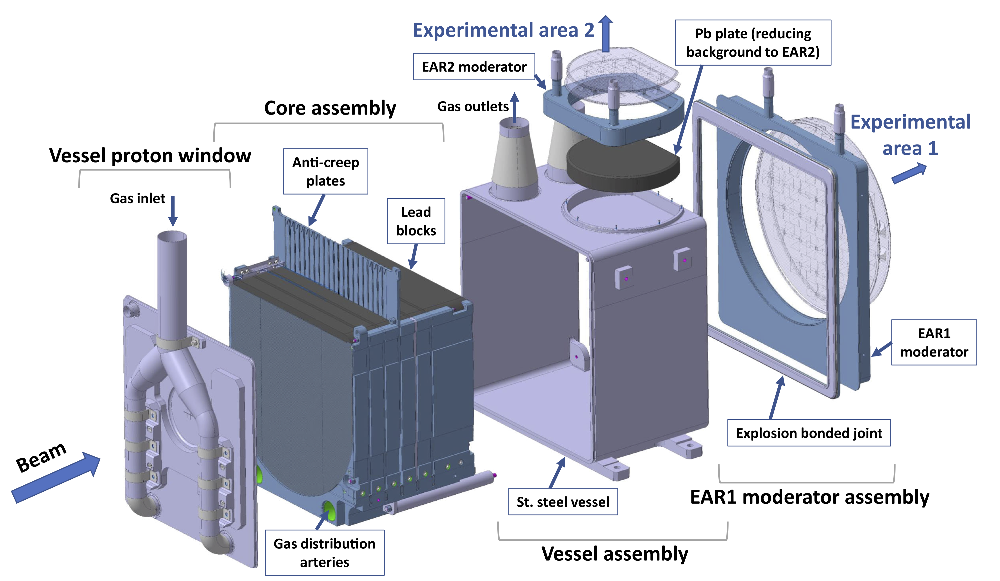 Experimental area 2
Pb plate (reducing
background to EAR2)
EAR2 moderator
Gas outlets
Core assembly
Experimental
area 1
Vessel proton window
Anti-creep
plates
Gas inlet
Lead
blocks
EAR1
moderator
Explosion bonded joint
Beam
St. steel vessel
EAR1 moderator assembly
Gas distribution
arteries
Vessel assembly